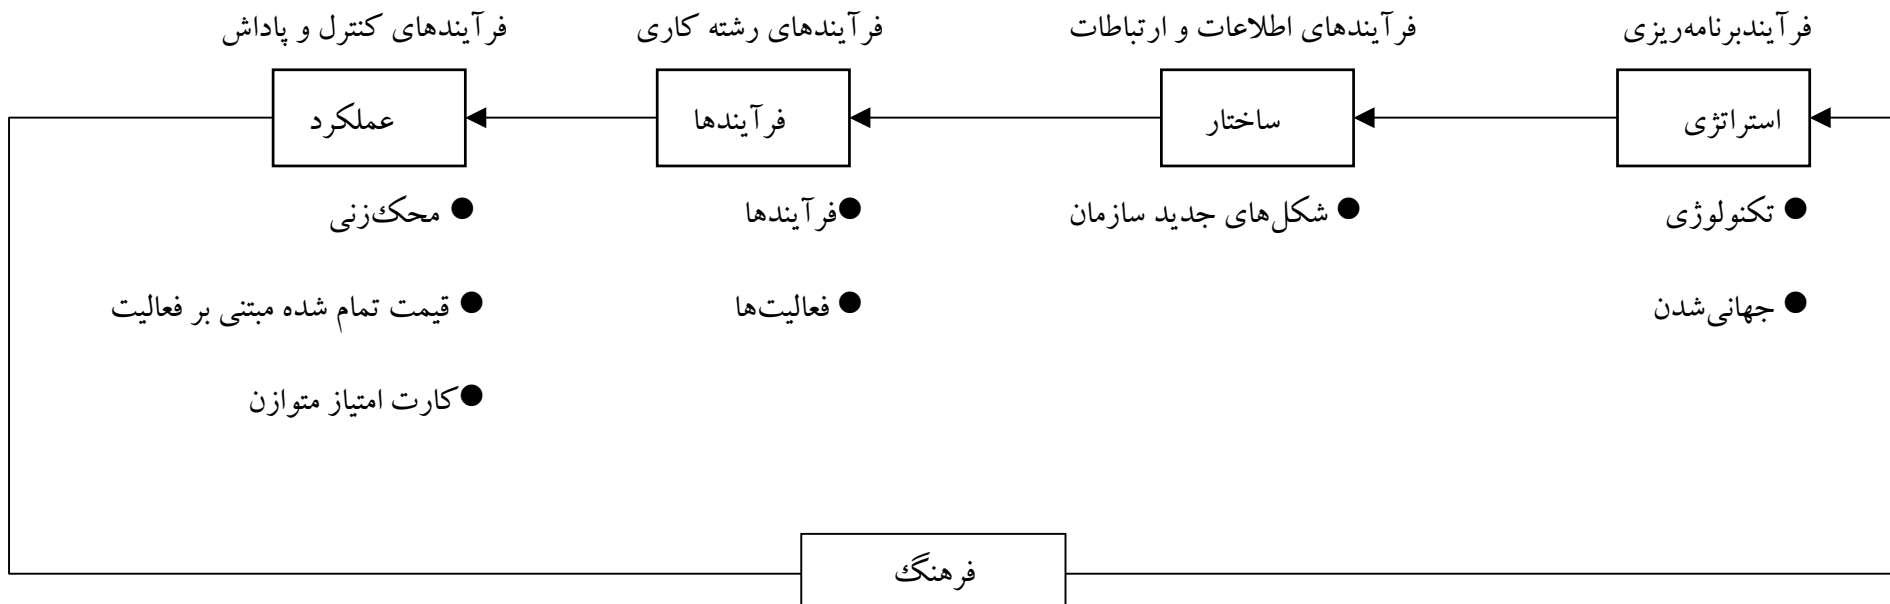 فرآیندبرنامه‌ریزی
فرآیندهای اطلاعات و ارتباطات
فرآیندهای رشته کاری
فرآیندهای کنترل و پاداش
استراتژی
ساختار
فرآیندها
عملکرد
● تکنولوژی
● شکل‌های جدید سازمان
●فرآیندها
● محک‌زنی
● جهانی‌شدن
● فعالیت‌ها
● قیمت تمام شده مبتنی بر فعالیت
●کارت امتیاز متوازن
فرهنگ